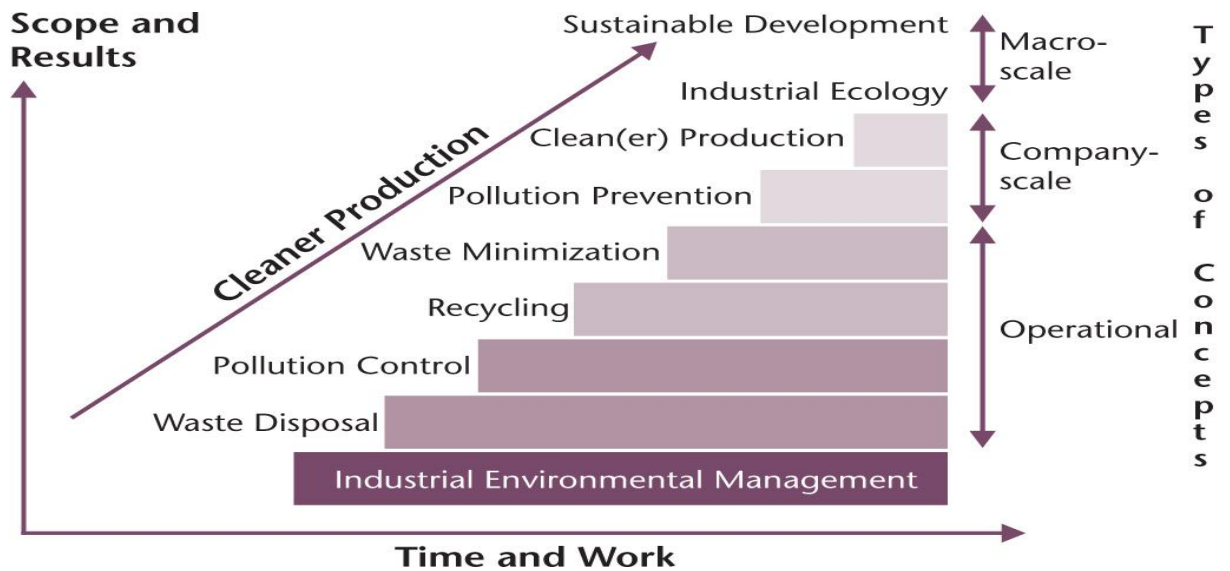 Scope and
Results
Sustainable Development
Macro-
scale
Industrial Ecology
Clean(er) Production
Company-
scale
Pollution Prevention
Cleaner Production
Waste Minimization
Recycling
Operational
Pollution Control
Waste Disposal
Industrial Environmental Management
Time and Work
Types of Concepts